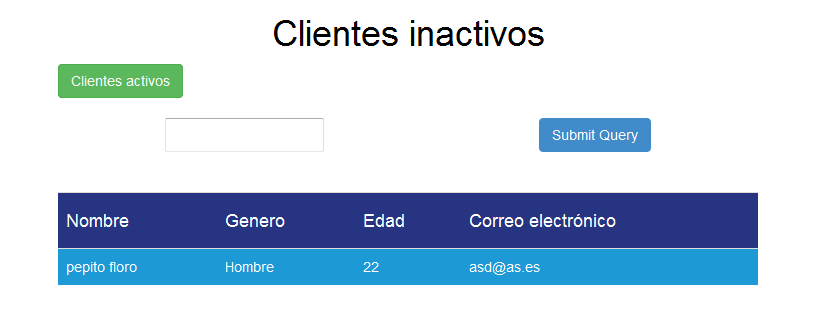 Clientes inactivos
Clientes activos
Submit Query
Nombre Genero Edad Correo electrónico
pepito floro Hombre 22 asd@as.es